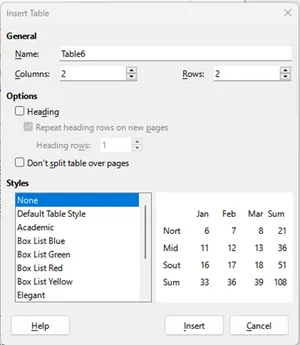 Insert Table
General
Name: Table6
Columns: 2 Rows: 2
Options
Heading
Repeat heading rows on new pages
Heading rows: 1
Don't split table over pages
Styles
None
Default Table Style
Academic
Box List Blue
Box List Green
Box List Red
Box List Yellow
Elegant
Jan Feb Mar Sum
Nort 6 7 8 21
Mid 11 12 13 36
Sout 16 17 18 51
Sum 33 36 39 108
Help Insert Cancel